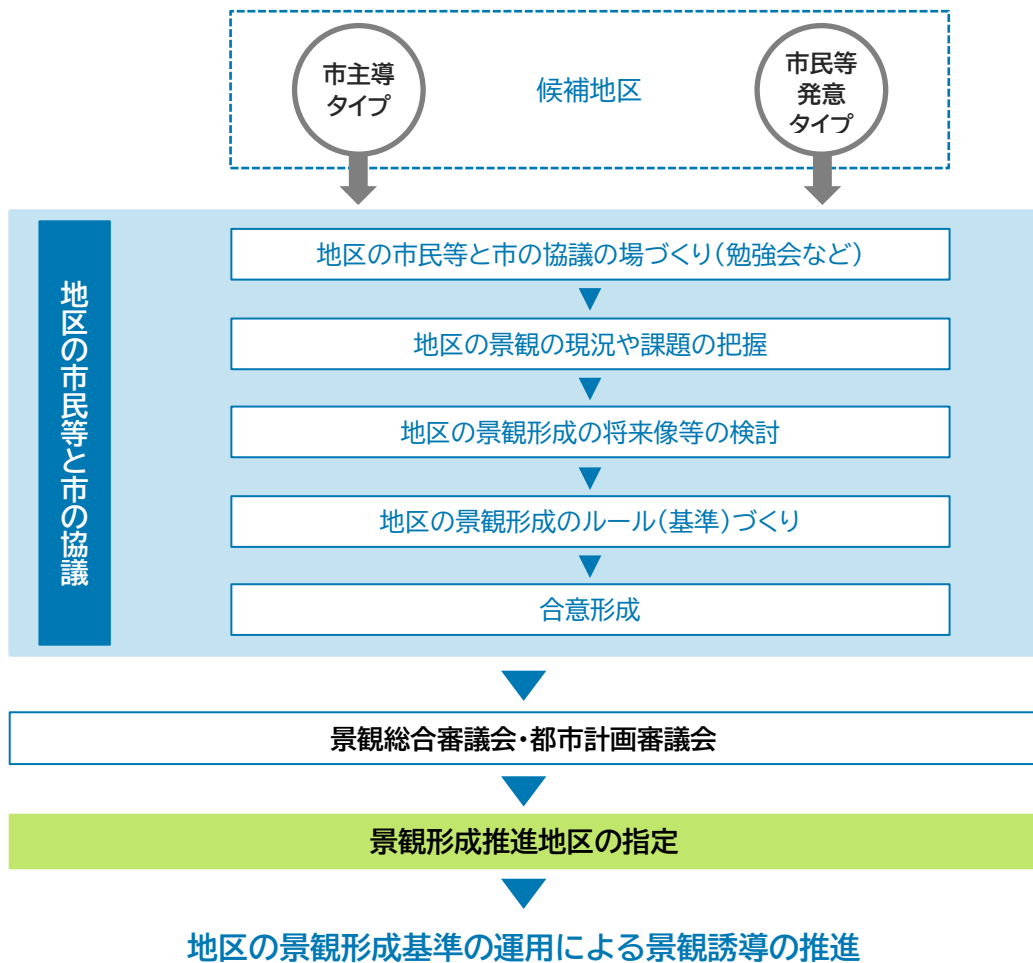 市主導
タイプ
候補地区
市民等
発意
タイプ
地区の市民等と市の協議
地区の市民等と市の協議の場づくり（勉強会など）
地区の景観の現況や課題の把握
地区の景観形成の将来像等の検討
地区の景観形成のルール（基準）づくり
合意形成
景観総合審議会・都市計画審議会
景観形成推進地区の指定
地区の景観形成基準の運用による景観誘導の推進